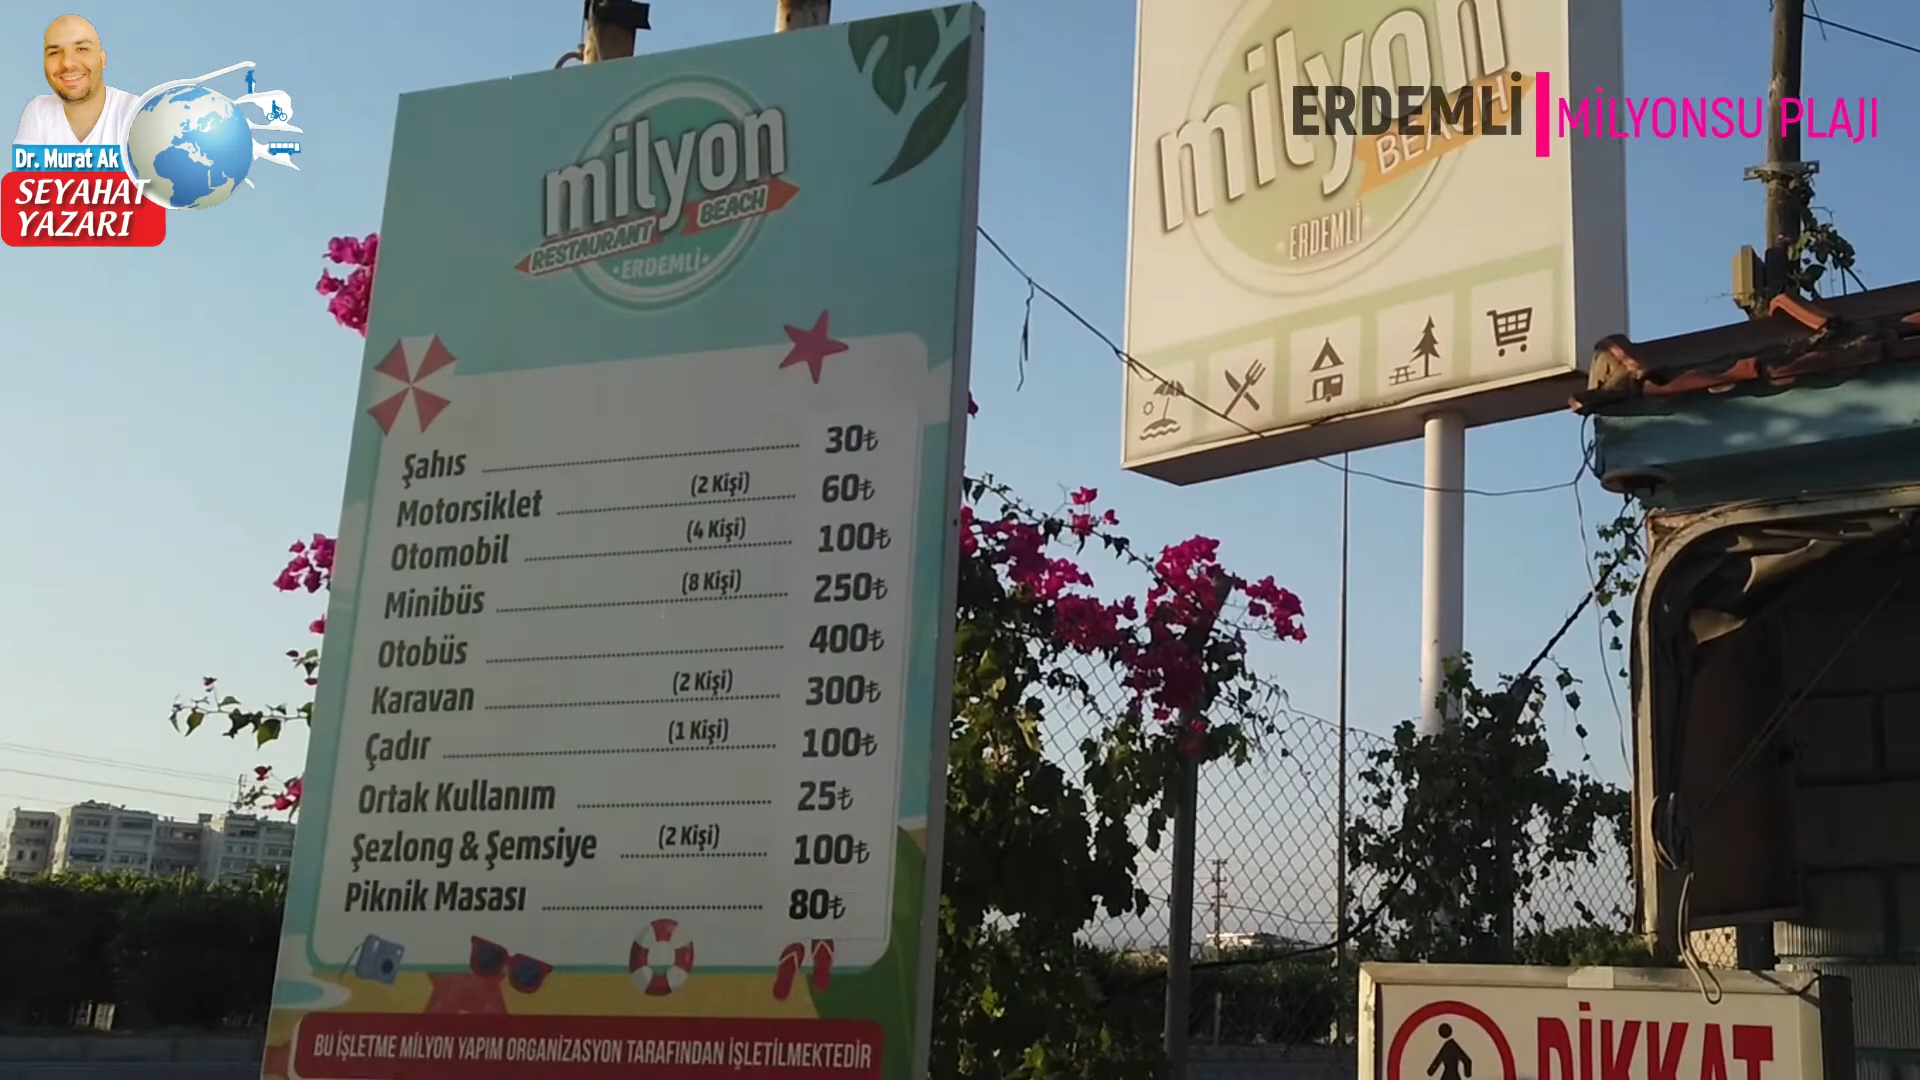 Dr. Murat Ak
SEYAHAT
YAZARI
ERDEMLİ MİLYONSU PLAJI
milyon
RESTAURANT BEACH
ERDEMLİ
Şahıs 30₺
Motorsiklet (2 Kişi) 60₺
Otomobil (4 Kişi) 100₺
Minibüs (8 Kişi) 250₺
Otobüs 400₺
Karavan (2 Kişi) 300₺
Çadır (1 Kişi) 100₺
Ortak Kullanım 25₺
Şezlong & Şemsiye (2 Kişi) 100₺
Piknik Masası 80₺
BU İŞLETME MİLYON YAPIM ORGANİZASYON TARAFINDAN İŞLETİLMEKTEDİR
milyon
BEACH
ERDEMLİ
DİKKAT